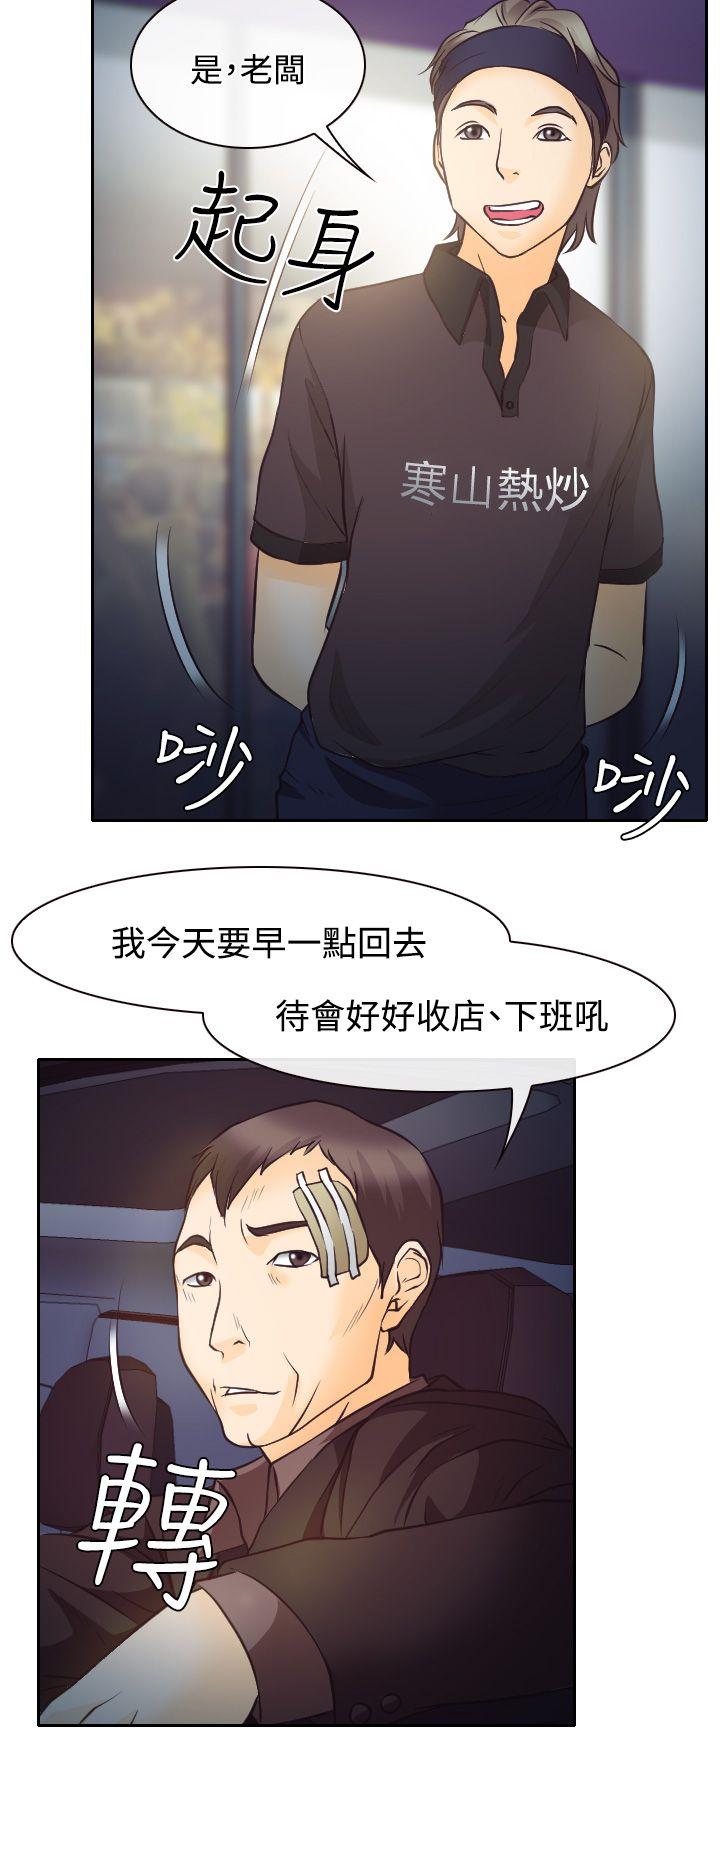 是，老闆
起身
寒山熱炒
唦
唦
我今天要早一點回去
待會好好收店、下班吼
轉